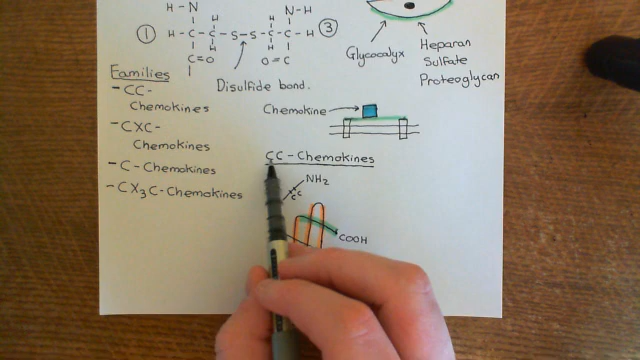 H-N
H
H
N-H
① H-C-C-S-S-C-C-H ③
H
H
C=O
O=C
Disulfide bond.
Glycocalyx
Heparan
Sulfate
Proteoglycan
Families
- CC-
Chemokines
- CXC-
Chemokines
- C-Chemokines
- CX₃C-Chemokines
Chemokine
CC-Chemokines
NH₂
C C
COOH